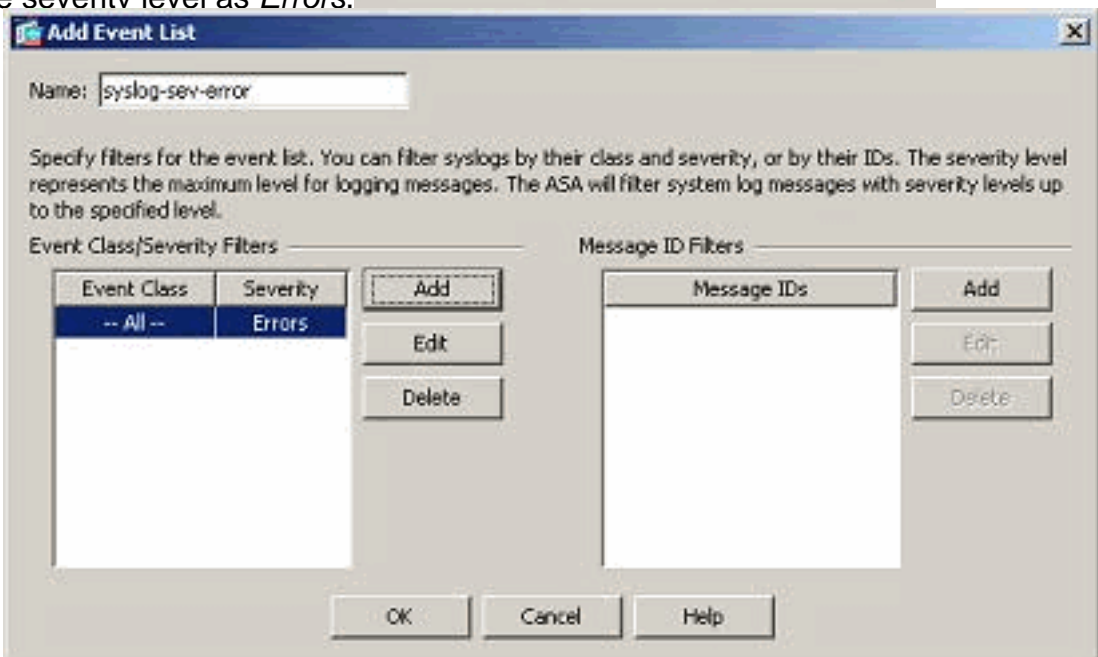 e severity level as Errors.
Add Event List
Name: syslog-sev-error
Specify filters for the event list. You can filter syslogs by their class and severity, or by their IDs. The severity level
represents the maximum level for logging messages. The ASA will filter system log messages with severity levels up
to the specified level.
Event Class/Severity Filters
Message ID Filters
Event Class Severity
-- All -- Errors
Add
Edit
Delete
Message IDs
Add
Edit
Delete
OK Cancel Help